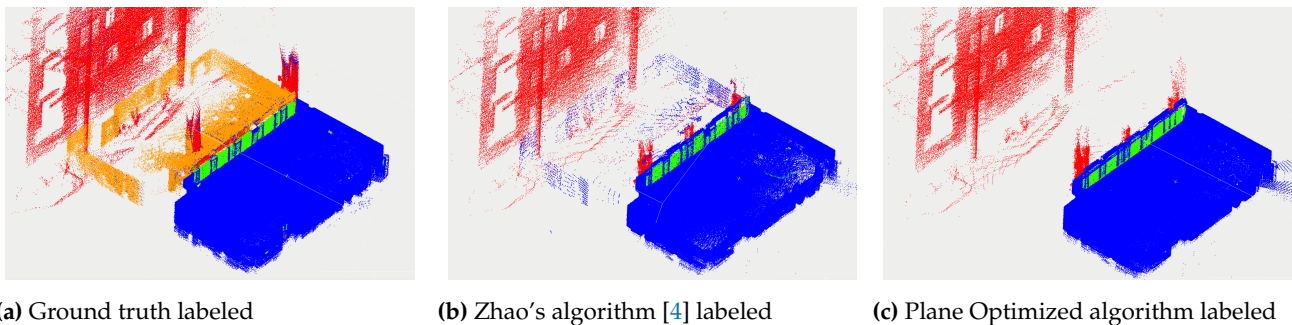 (a) Ground truth labeled
(b) Zhao’s algorithm [4] labeled
(c) Plane Optimized algorithm labeled